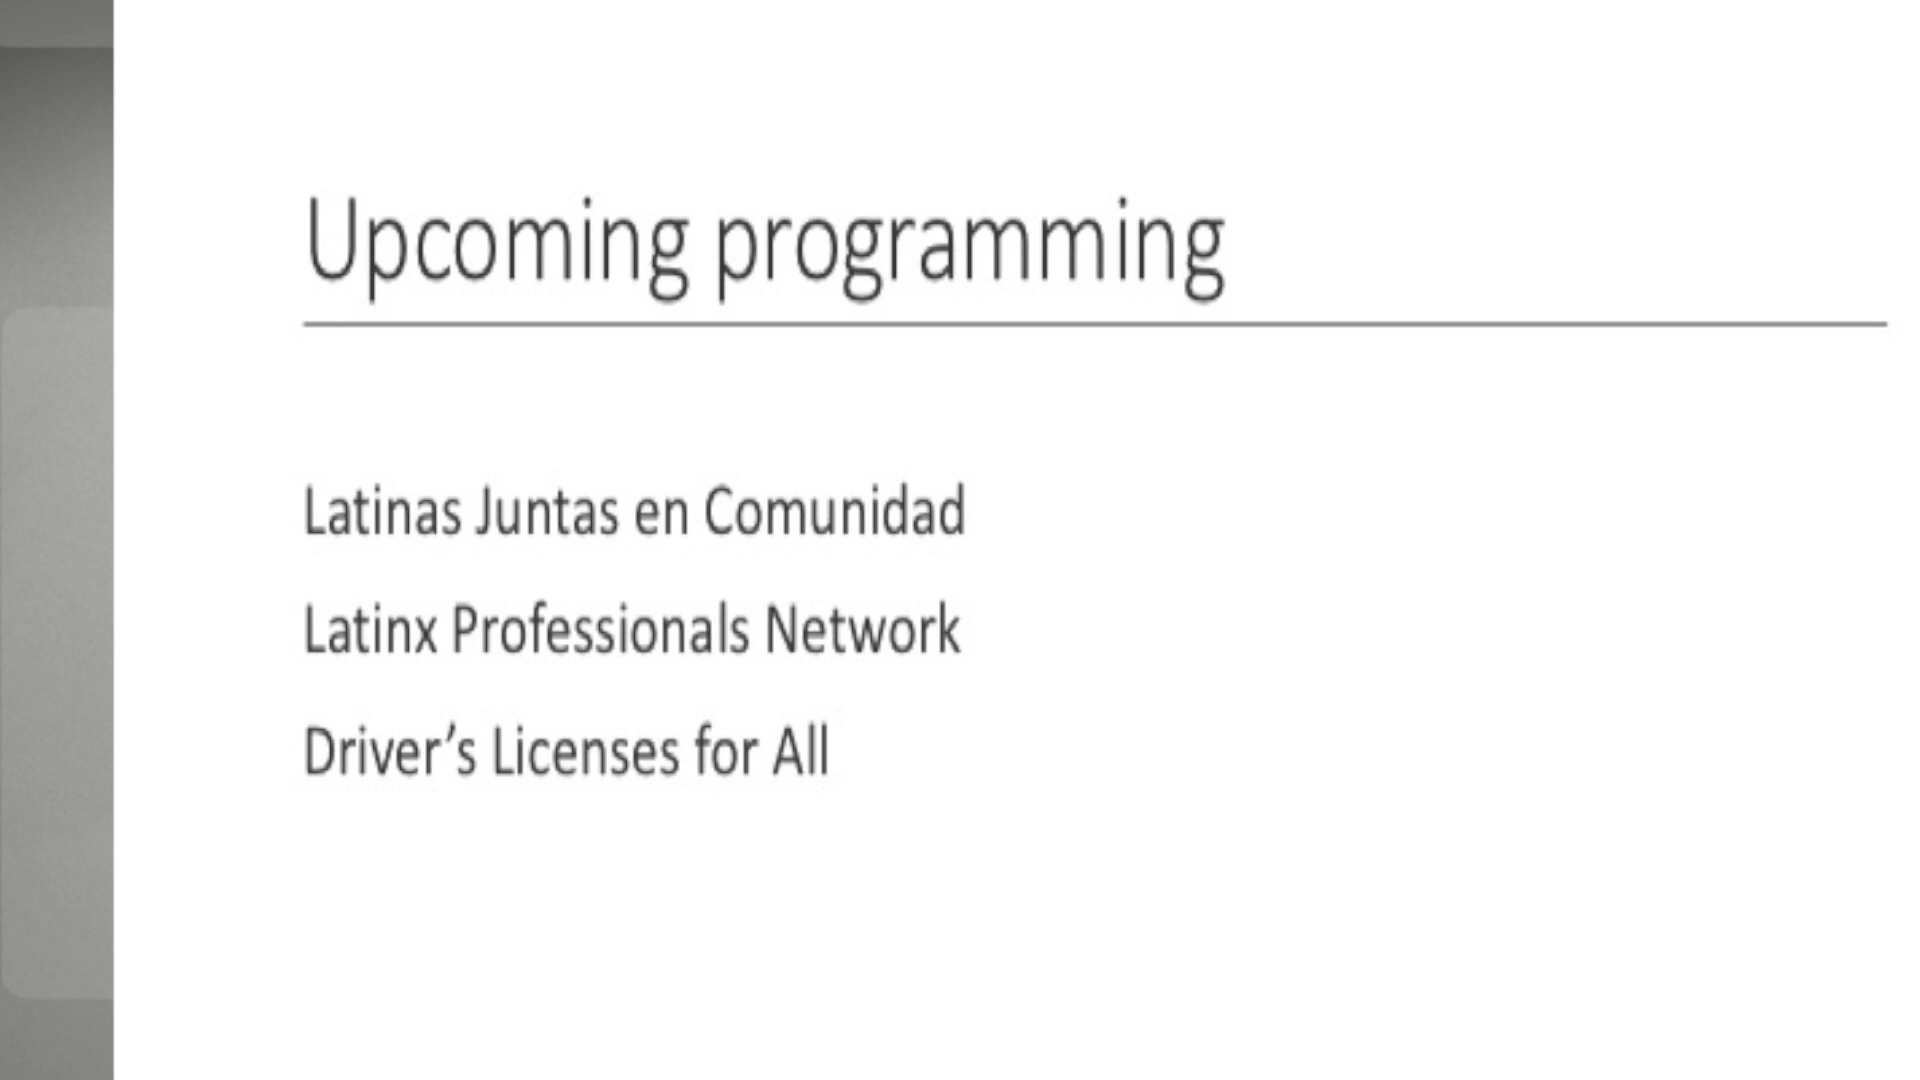 Upcoming programming
Latinas Juntas en Comunidad
Latinx Professionals Network
Driver’s Licenses for All